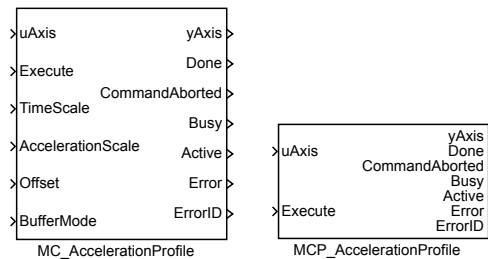 uAxis
Execute
TimeScale
AccelerationScale
Offset
BufferMode
yAxis
Done
CommandAborted
Busy
Active
Error
ErrorID
MC_AccelerationProfile
uAxis
Execute
yAxis
Done
CommandAborted
Busy
Active
Error
ErrorID
MCP_AccelerationProfile